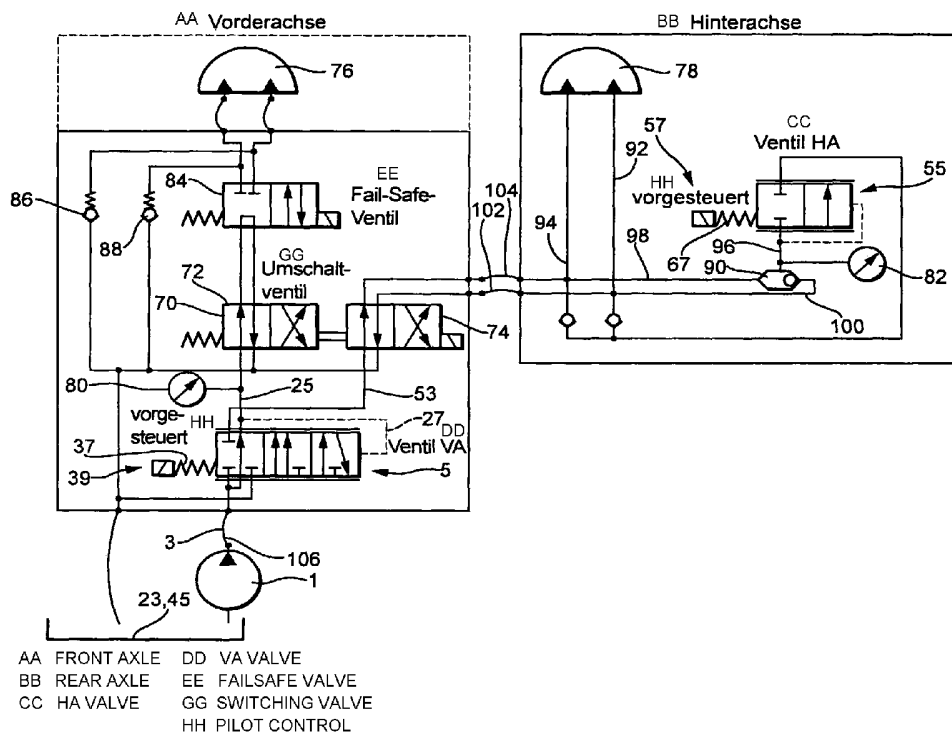 AA Vorderachse
BB Hinterachse
76
78
CC
Ventil HA
57
92
HH
vorgesteuert
55
EE
Fail-Safe-
Ventil
84
86
88
104
102
94
67
96
98
90
82
100
GG
Umschalt-
ventil
72
70
74
80
25
53
vorge-
steuert
HH
27
DD
Ventil VA
37
39
5
3
106
1
23,45
AA FRONT AXLE
BB REAR AXLE
CC HA VALVE
DD VA VALVE
EE FAILSAFE VALVE
GG SWITCHING VALVE
HH PILOT CONTROL